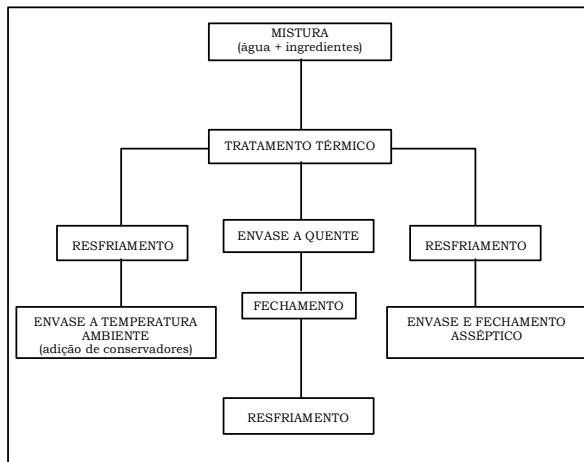 MISTURA
(água + ingredientes)
TRATAMENTO TÉRMICO
RESFRIAMENTO
ENVASE A QUENTE
RESFRIAMENTO
ENVASE A TEMPERATURA
AMBIENTE
(adição de conservadores)
FECHAMENTO
ENVASE E FECHAMENTO
ASSÉPTICO
RESFRIAMENTO